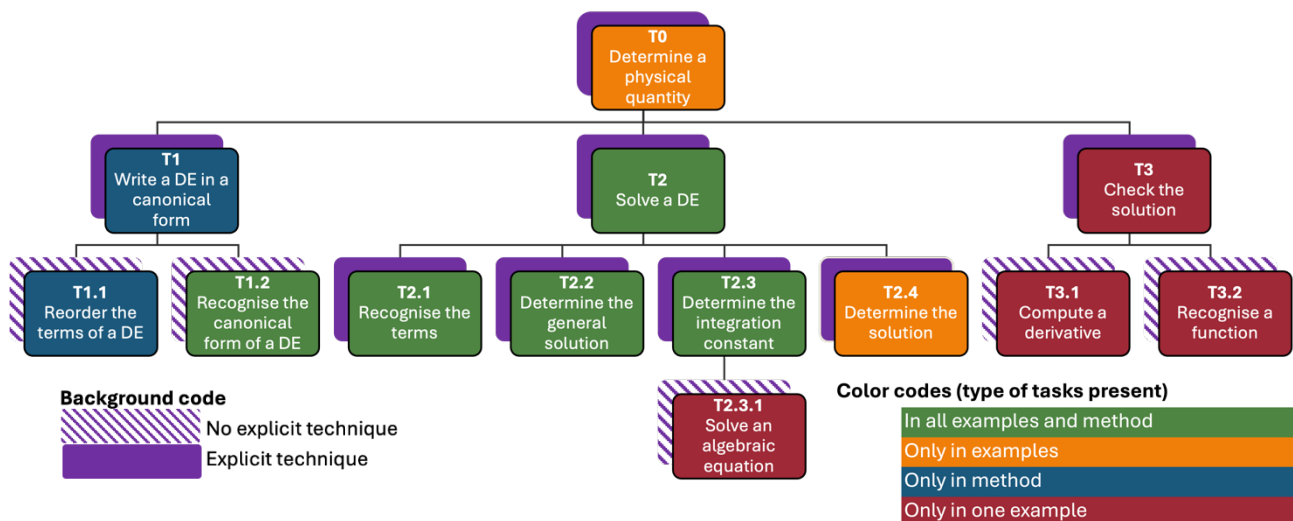 T0
Determine a
physical
quantity
T1
Write a DE in a
canonical
form
T2
Solve a DE
T3
Check the
solution
T1.1
Reorder the
terms of a DE
T1.2
Recognise the
canonical
form of a DE
T2.1
Recognise the
terms
T2.2
Determine the
general
solution
T2.3
Determine the
integration
constant
T2.4
Determine the
solution
T3.1
Compute a
derivative
T3.2
Recognise a
function
T2.3.1
Solve an
algebraic
equation
Background code
No explicit technique
Explicit technique
Color codes (type of tasks present)
In all examples and method
Only in examples
Only in method
Only in one example